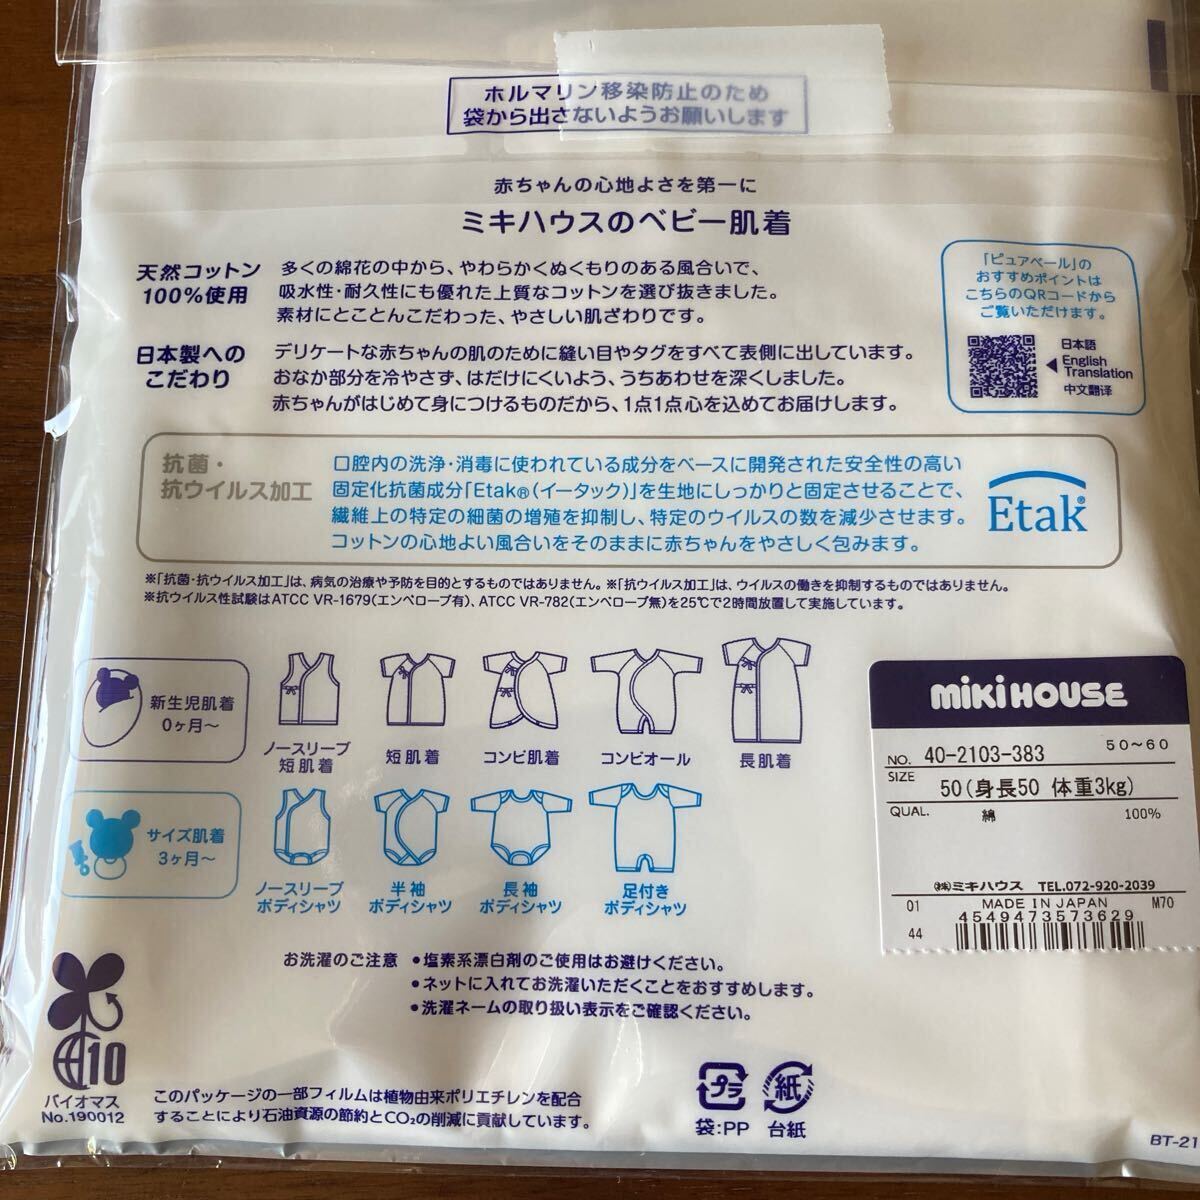 ホルマリン移染防止のため
袋から出さないようお願いします
赤ちゃんの心地よさを第一に
ミキハウスのベビー肌着
天然コットン
100%使用
多くの綿花の中から、やわらかくぬくもりのある風合いで、
吸水性・耐久性にも優れた上質なコットンを選び抜きました。
素材にとことんこだわった、やさしい肌ざわりです。
日本製への
こだわり
デリケートな赤ちゃんの肌のために縫い目やタグをすべて表側に出しています。
おなか部分を冷やさず、はだけにくいよう、うちあわせを深くしました。
赤ちゃんがはじめて身につけるものだから、1点1点心を込めてお届けします。
「ピュアベール」の
おすすめポイントは
こちらのQRコードから
ご覧いただけます。
日本語
English
Translation
中文翻译
抗菌・
抗ウイルス加工
口腔内の洗浄・消毒に使われている成分をベースに開発された安全性の高い
固定化抗菌成分「Etak®(イータック)」を生地にしっかりと固定させることで、
繊維上の特定の細菌の増殖を抑制し、特定のウイルスの数を減少させます。
コットンの心地よい風合いをそのままに赤ちゃんをやさしく包みます。
Etak®
※「抗菌・抗ウイルス加工」は、病気の治療や予防を目的とするものではありません。※「抗ウイルス加工」は、ウイルスの働きを抑制するものではありません。
※抗ウイルス性試験はATCC VR-1679(エンベロープ有)、ATCC VR-782(エンベロープ無)を25℃で2時間放置して実施しています。
新生児肌着
0ヶ月〜
ノースリーブ
短肌着
短肌着
コンビ肌着
コンビオール
長肌着
サイズ肌着
3ヶ月〜
ノースリーブ
ボディシャツ
半袖
ボディシャツ
長袖
ボディシャツ
足付き
ボディシャツ
miki HOUSE
50~60
NO. 40-2103-383
SIZE
50(身長50 体重3kg)
QUAL. 綿 100%
㈱ミキハウス TEL.072-920-2039
01 MADE IN JAPAN M70
4549473573629
44
お洗濯のご注意
•塩素系漂白剤のご使用はお避けください。
•ネットに入れてお洗濯いただくことをおすすめします。
•洗濯ネームの取り扱い表示をご確認ください。
10
バイオマス
No.190012
このパッケージの一部フィルムは植物由来ポリエチレンを配合
することにより石油資源の節約とCO₂の削減に貢献しています。
プラ
袋:PP
紙
台紙
BT-21